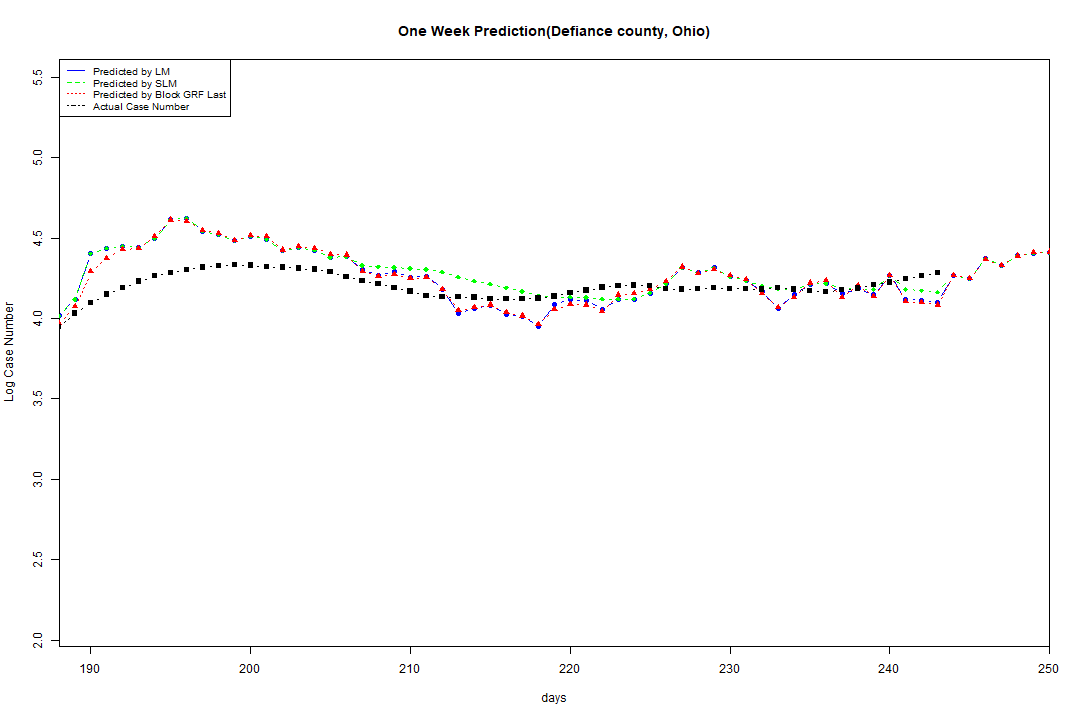 One Week Prediction(Defiance county, Ohio)
Predicted by LM
Predicted by SLM
Predicted by Block GRF Last
Actual Case Number
5.5
5.0
4.5
4.0
3.5
3.0
2.5
2.0
Log Case Number
190 200 210 220 230 240 250
days